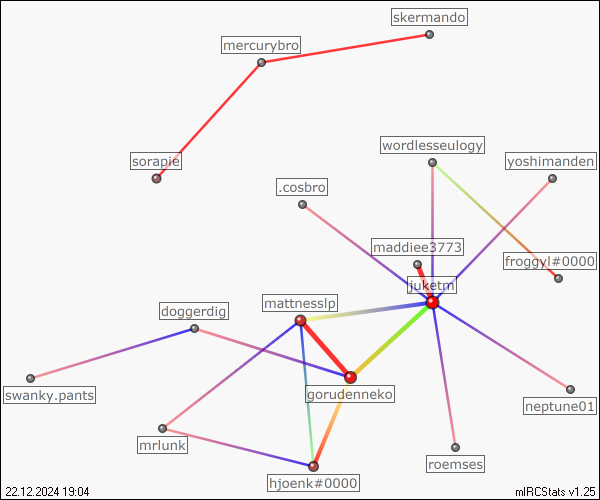 skermando
mercurybro
wordlesseulogy
sorapie
yoshimanden
.cosbro
maddiee3773
froggyl#0000
juketm
mattnesslp
doggerdig
swanky.pants
gorudenneko
neptune01
mrlunk
roemses
hjoenk#0000
22.12.2024 19:04
mIRCStats v1.25